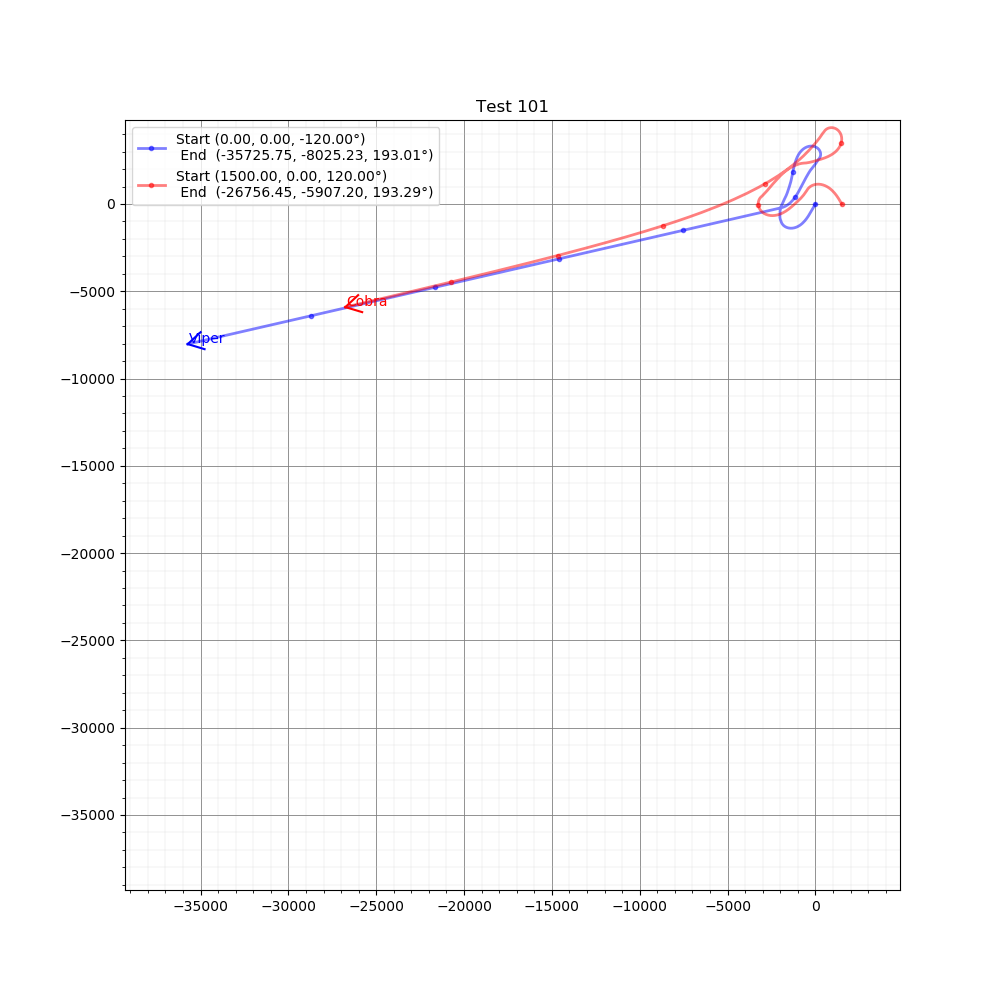 Test 101
Start (0.00, 0.00, -120.00°)
End (-35725.75, -8025.23, 193.01°)
Start (1500.00, 0.00, 120.00°)
End (-26756.45, -5907.20, 193.29°)
0
−5000
−10000
−15000
−20000
−25000
−30000
−35000
Cobra
Viper
−35000 −30000 −25000 −20000 −15000 −10000 −5000 0